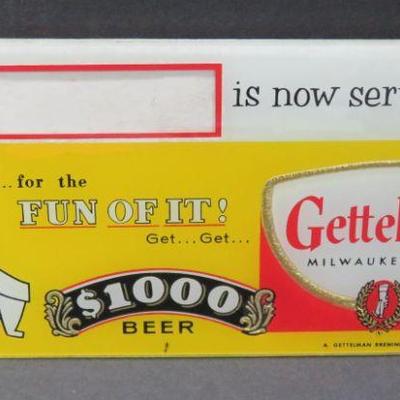 is now ser
...for the
FUN OF IT!
Get...Get...
$1000
BEER
Gettel
MILWAUKE
A. GETTELMAN BREWING